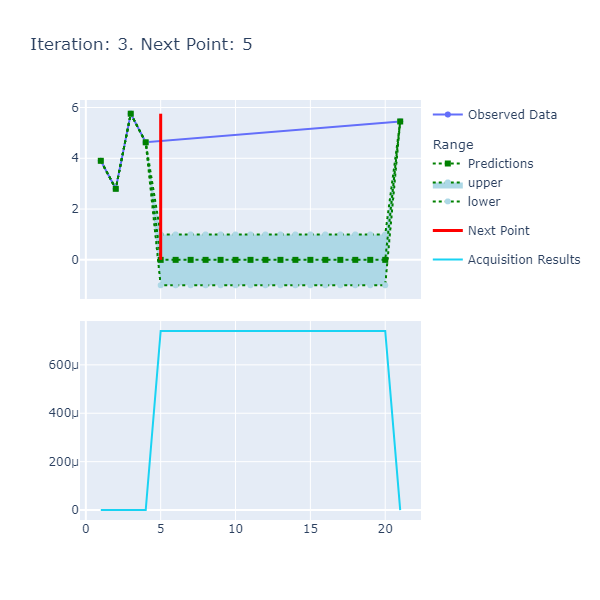 Iteration: 3. Next Point: 5
6
4
2
0
Observed Data
Range
Predictions
upper
lower
Next Point
Acquisition Results
600μ
400μ
200μ
0
0
5
10
15
20